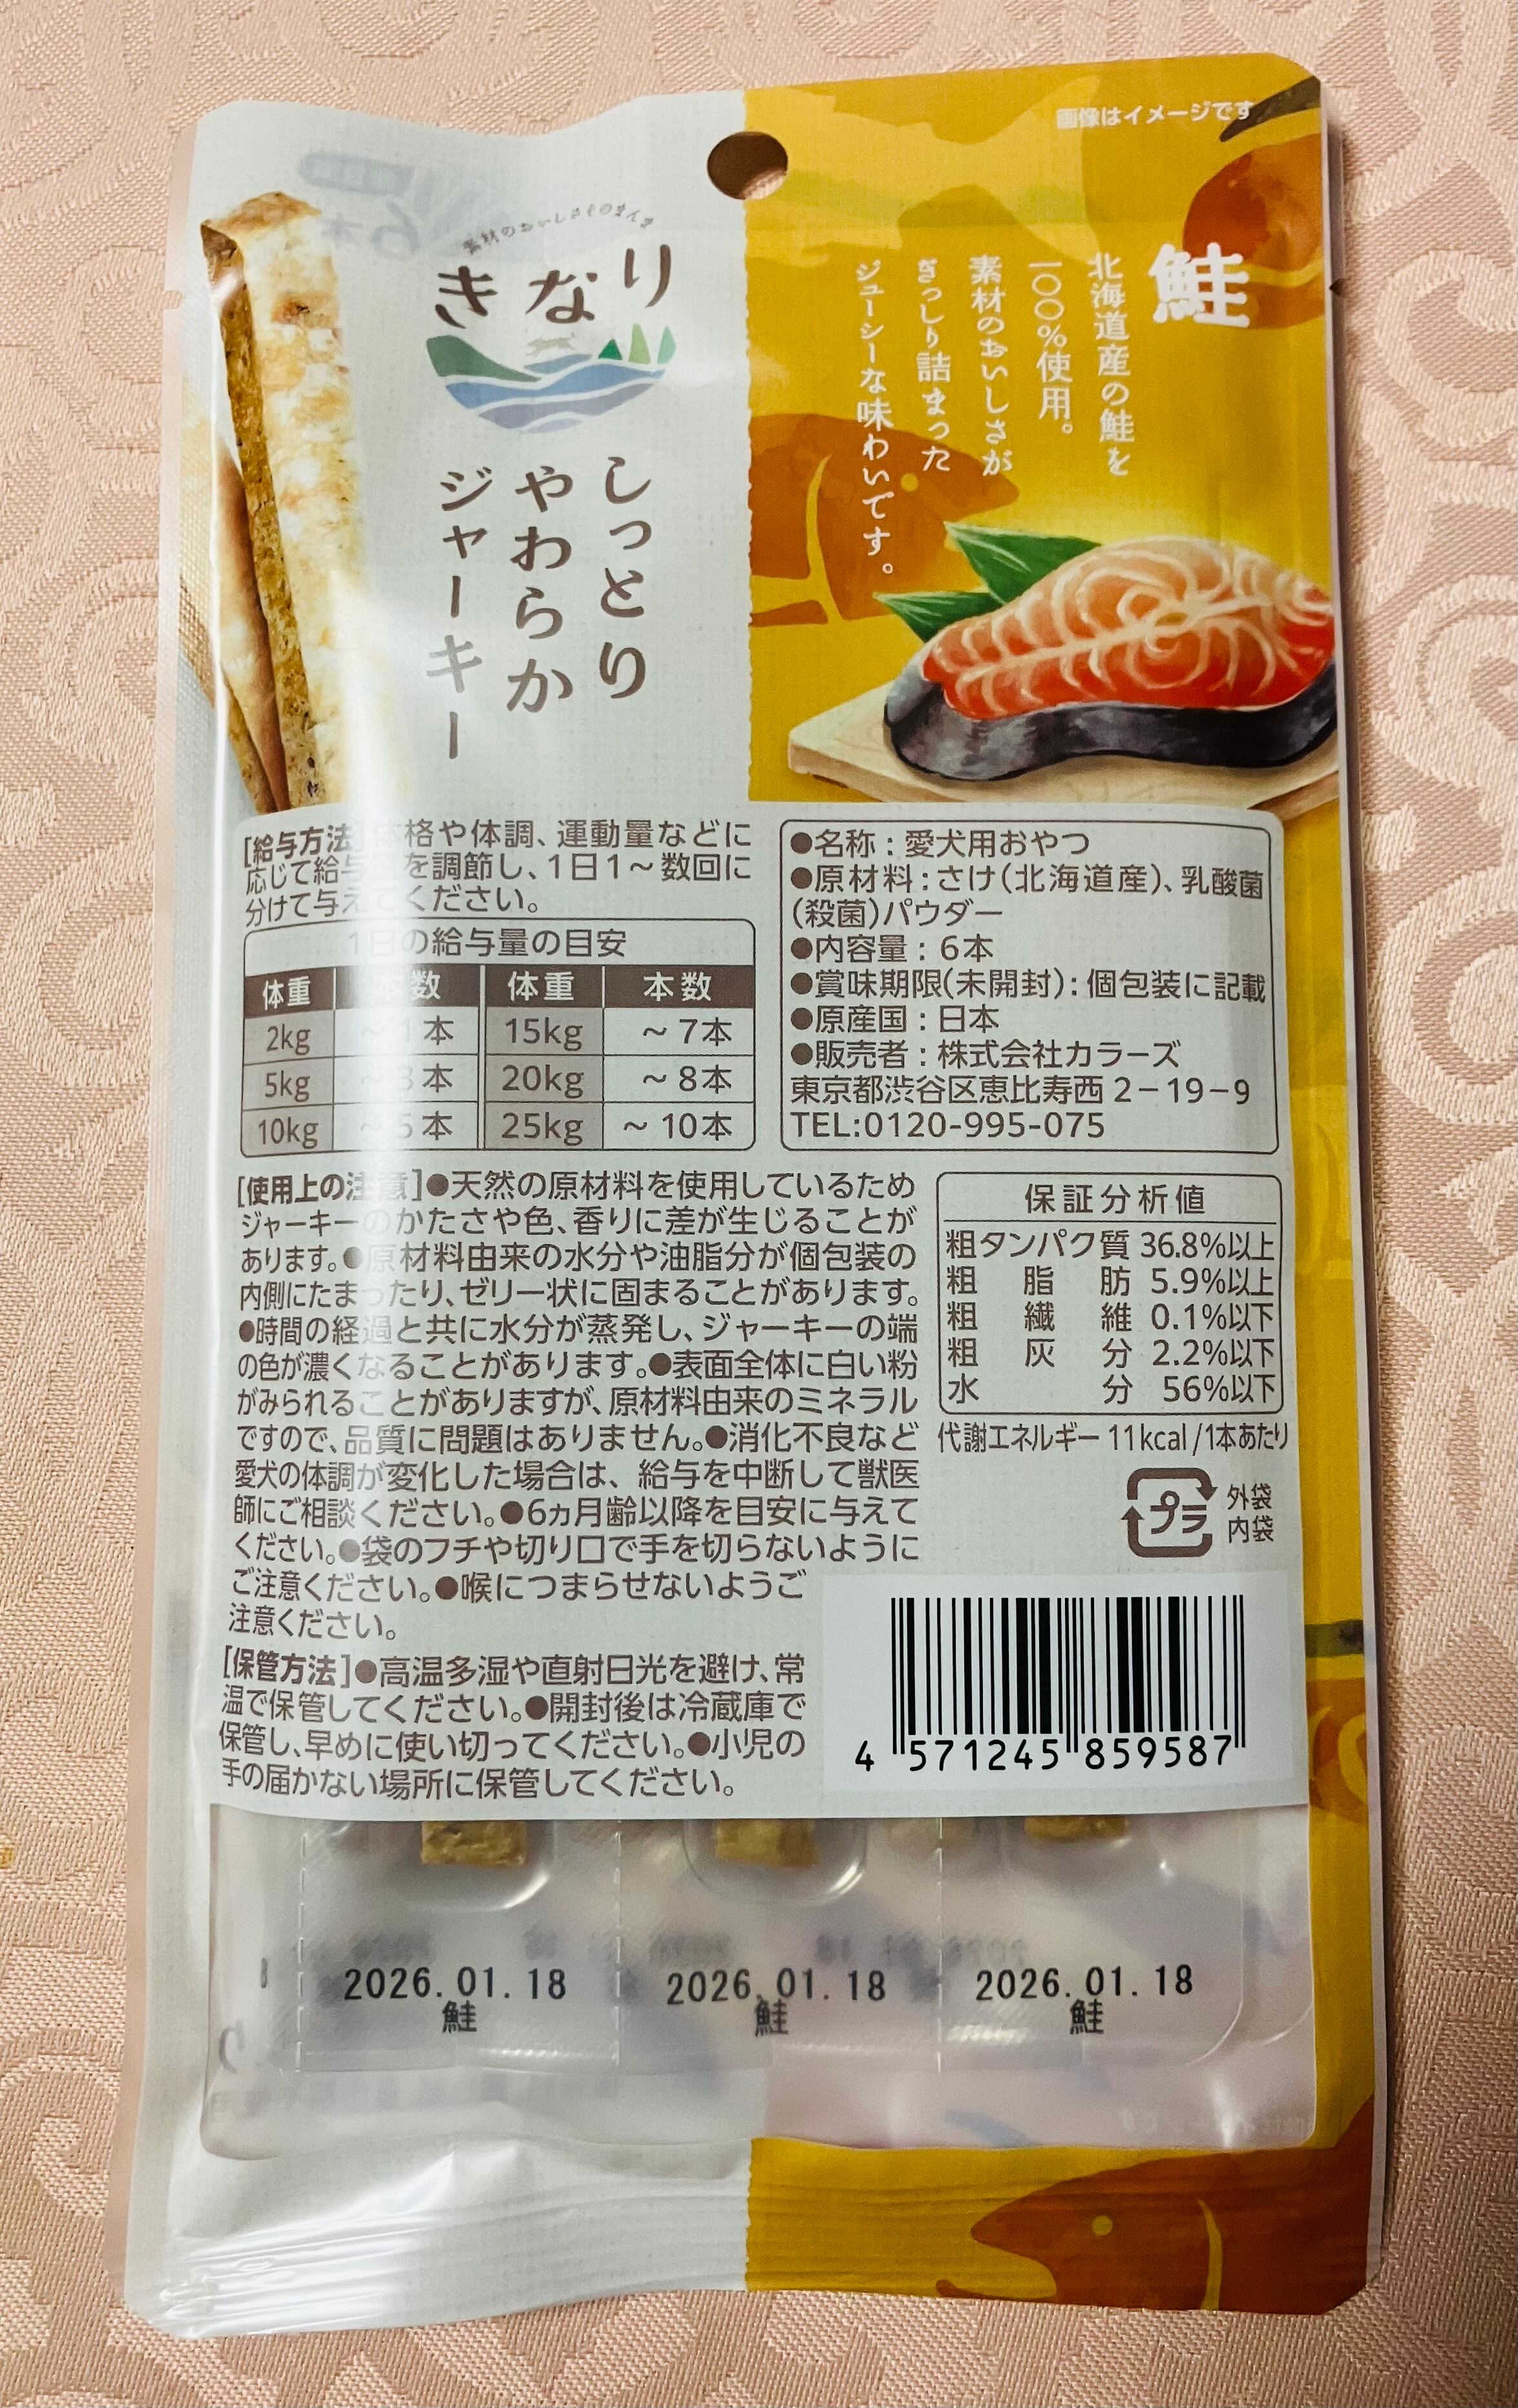 画像はイメージです
素材のおいしさそのまんま
きなり
しっとり
やわらか
ジャーキー
鮭
北海道産の鮭を
一〇〇%使用。
素材のおいしさが
ぎっしり詰まった
ジューシーな味わいです。
[給与方法]体格や体調、運動量などに
応じて給与量を調節し、1日1～数回に
分けて与えてください。
1日の給与量の目安
体重 本数 体重 本数
2kg ～1本 15kg ～7本
5kg ～3本 20kg ～8本
10kg ～5本 25kg ～10本
●名称：愛犬用おやつ
●原材料：さけ(北海道産)、乳酸菌
(殺菌)パウダー
●内容量：6本
●賞味期限(未開封)：個包装に記載
●原産国：日本
●販売者：株式会社カラーズ
東京都渋谷区恵比寿西2－19－9
TEL:0120-995-075
[使用上の注意]●天然の原材料を使用しているため
ジャーキーのかたさや色、香りに差が生じることが
あります。●原材料由来の水分や油脂分が個包装の
内側にたまったり、ゼリー状に固まることがあります。
●時間の経過と共に水分が蒸発し、ジャーキーの端
の色が濃くなることがあります。●表面全体に白い粉
がみられることがありますが、原材料由来のミネラル
ですので、品質に問題はありません。●消化不良など
愛犬の体調が変化した場合は、給与を中断して獣医
師にご相談ください。●6ヵ月齢以降を目安に与えて
ください。●袋のフチや切り口で手を切らないように
ご注意ください。●喉につまらせないようご
注意ください。
[保管方法]●高温多湿や直射日光を避け、常
温で保管してください。●開封後は冷蔵庫で
保管し、早めに使い切ってください。●小児の
手の届かない場所に保管してください。
保証分析値
粗タンパク質 36.8%以上
粗脂肪 5.9%以上
粗繊維 0.1%以下
粗灰分 2.2%以下
水分 56%以下
代謝エネルギー 11kcal/1本あたり
プラ
外袋
内袋
4 571245 859587
2026.01.18
鮭
2026.01.18
鮭
2026.01.18
鮭